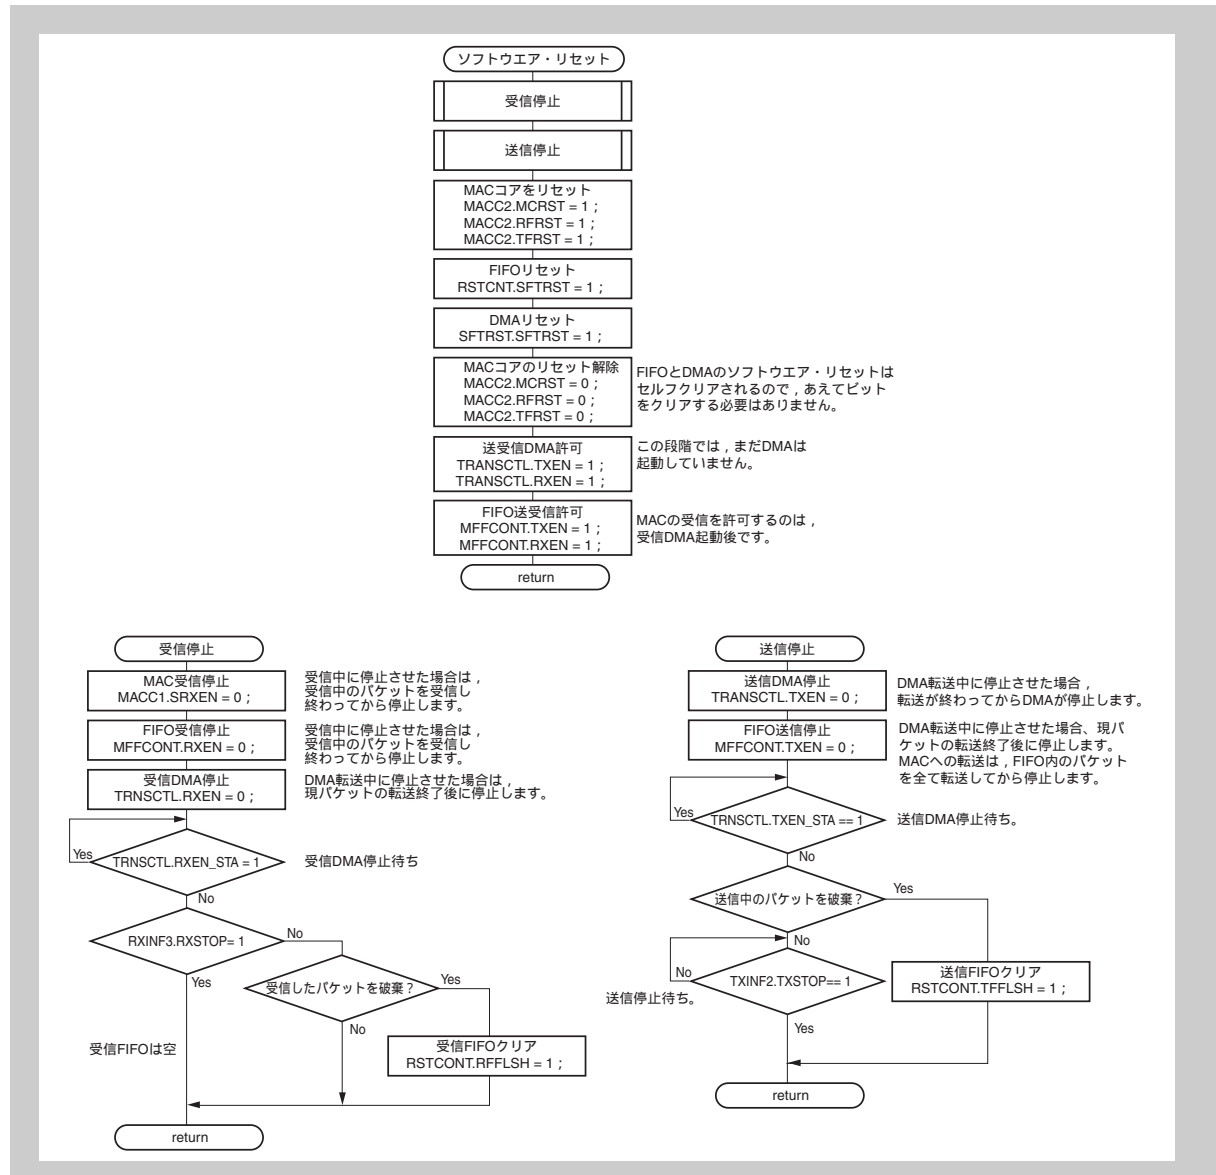 ソフトウエア・リセット
受信停止
送信停止
MACコアをリセット
MACC2.MCRST = 1 ;
MACC2.RFRST = 1 ;
MACC2.TFRST = 1 ;
FIFOリセット
RSTCNT.SFTRST = 1 ;
DMAリセット
SFTRST.SFTRST = 1 ;
MACコアのリセット解除
MACC2.MCRST = 0 ;
MACC2.RFRST = 0 ;
MACC2.TFRST = 0 ;
FIFOとDMAのソフトウエア・リセットは
セルフクリアされるので，あえてビット
をクリアする必要はありません。
送受信DMA許可
TRANSCTL.TXEN = 1 ;
TRANSCTL.RXEN = 1 ;
この段階では，まだDMAは
起動していません。
FIFO送受信許可
MFFCONT.TXEN = 1 ;
MFFCONT.RXEN = 1 ;
MACの受信を許可するのは，
受信DMA起動後です。
return
受信停止
MAC受信停止
MACC1.SRXEN = 0 ;
受信中に停止させた場合は，
受信中のパケットを受信し
終わってから停止します。
FIFO受信停止
MFFCONT.RXEN = 0 ;
受信中に停止させた場合は，
受信中のパケットを受信し
終わってから停止します。
受信DMA停止
TRNSCTL.RXEN = 0 ;
DMA転送中に停止させた場合は，
現パケットの転送終了後に停止します。
Yes
TRNSCTL.RXEN_STA = 1
受信DMA停止待ち
No
RXINF3.RXSTOP= 1
No
Yes
受信したパケットを破棄？
Yes
No
受信FIFOは空
受信FIFOクリア
RSTCONT.RFFLSH = 1 ;
return
送信停止
送信DMA停止
TRANSCTL.TXEN = 0 ;
DMA転送中に停止させた場合，
転送が終わってからDMAが停止します。
FIFO送信停止
MFFCONT.TXEN = 0 ;
DMA転送中に停止させた場合、現パ
ケットの転送終了後に停止します。
MACへの転送は，FIFO内のパケット
を全て転送してから停止します。
Yes
TRNSCTL.TXEN_STA == 1
送信DMA停止待ち。
No
送信中のパケットを破棄？
Yes
No
No
TXINF2.TXSTOP== 1
送信停止待ち。
送信FIFOクリア
RSTCONT.TFFLSH = 1 ;
Yes
return